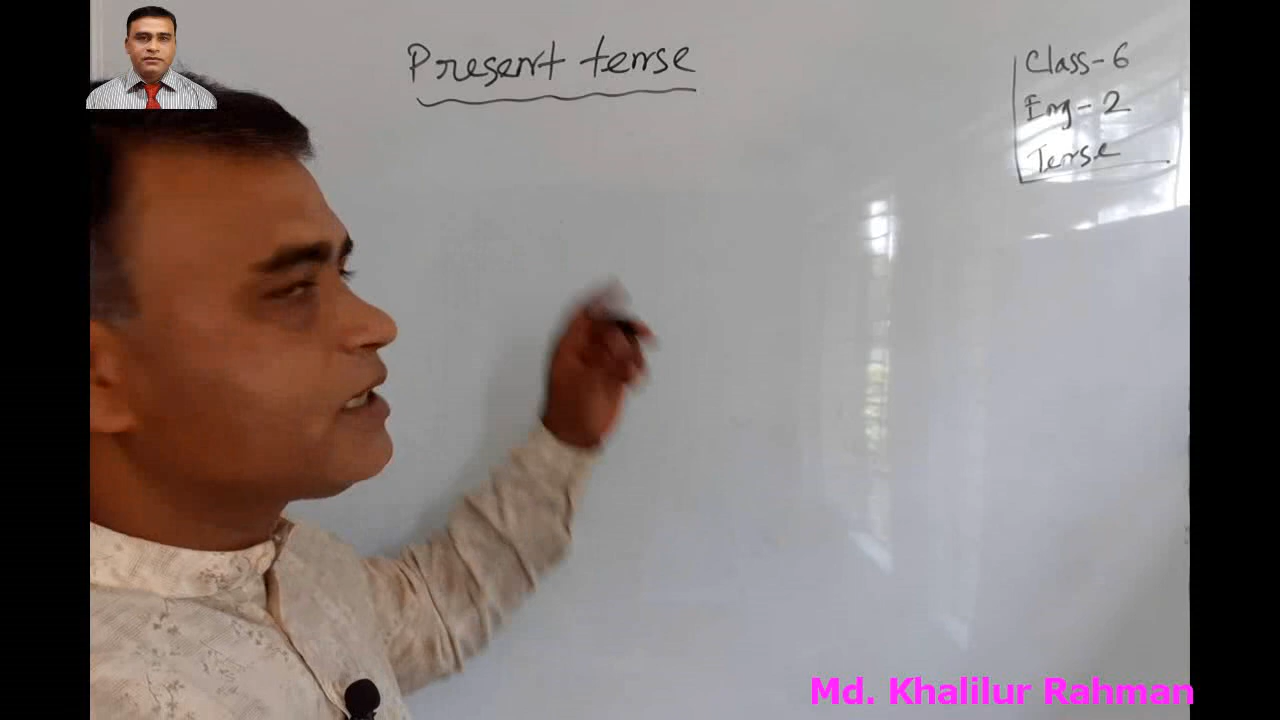 Present tense
Class-6
Eng-2
Tense
Md. Khalilur Rahman